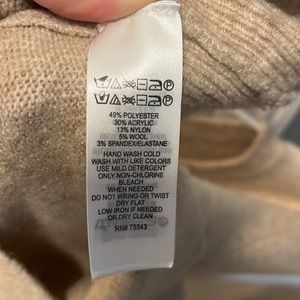 49% POLYESTER
30% ACRYLIC
13% NYLON
5% WOOL
3% SPANDEX/ELASTANE
HAND WASH COLD
WASH WITH LIKE COLORS
USE MILD DETERGENT
ONLY NON-CHLORINE
BLEACH
WHEN NEEDED
DO NOT WRING OR TWIST
DRY FLAT
LOW IRON IF NEEDED
OR DRY CLEAN
RN# 75343